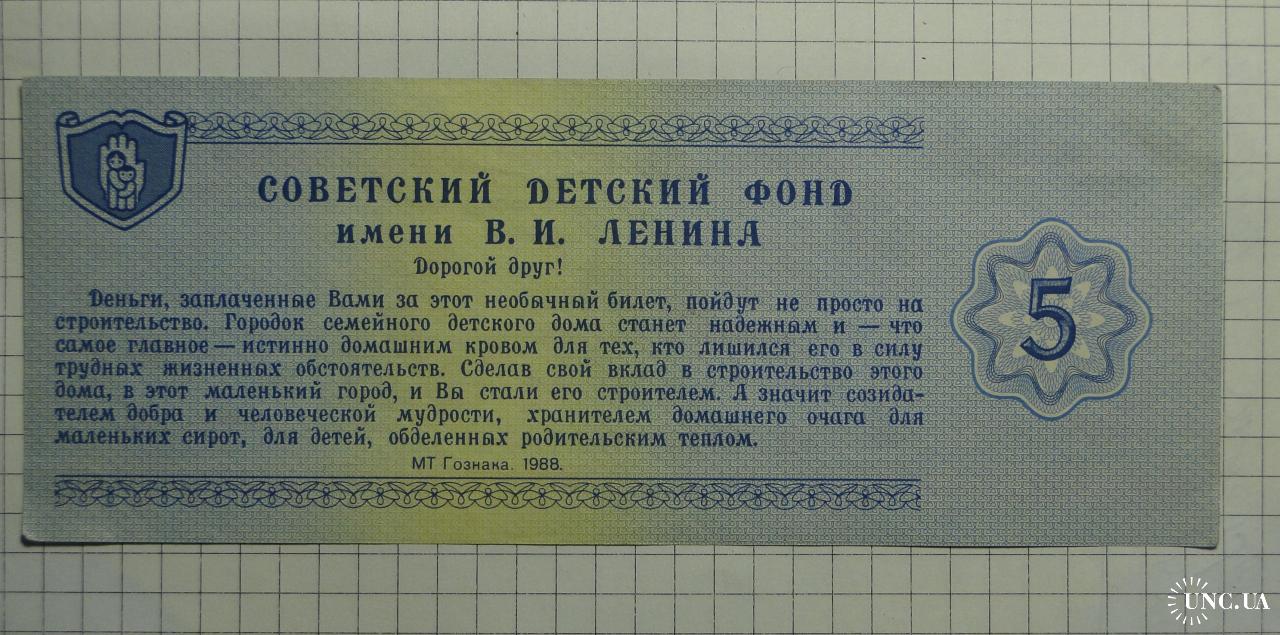 СОВЕТСКИЙ ДЕТСКИЙ ФОНД
имени В. И. ЛЕНИНА
Дорогой друг!
Деньги, заплаченные Вами за этот необычный билет, пойдут не просто на
строительство. Городок семейного детского дома станет надежным и — что
самое главное — истинно домашним кровом для тех, кто лишился его в силу
трудных жизненных обстоятельств. Сделав свой вклад в строительство этого
дома, в этот маленький город, и Вы стали его строителем. А значит созида-
телем добра и человеческой мудрости, хранителем домашнего очага для
маленьких сирот, для детей, обделенных родительским теплом.
МТ Гознака. 1988.
5
UNC.UA